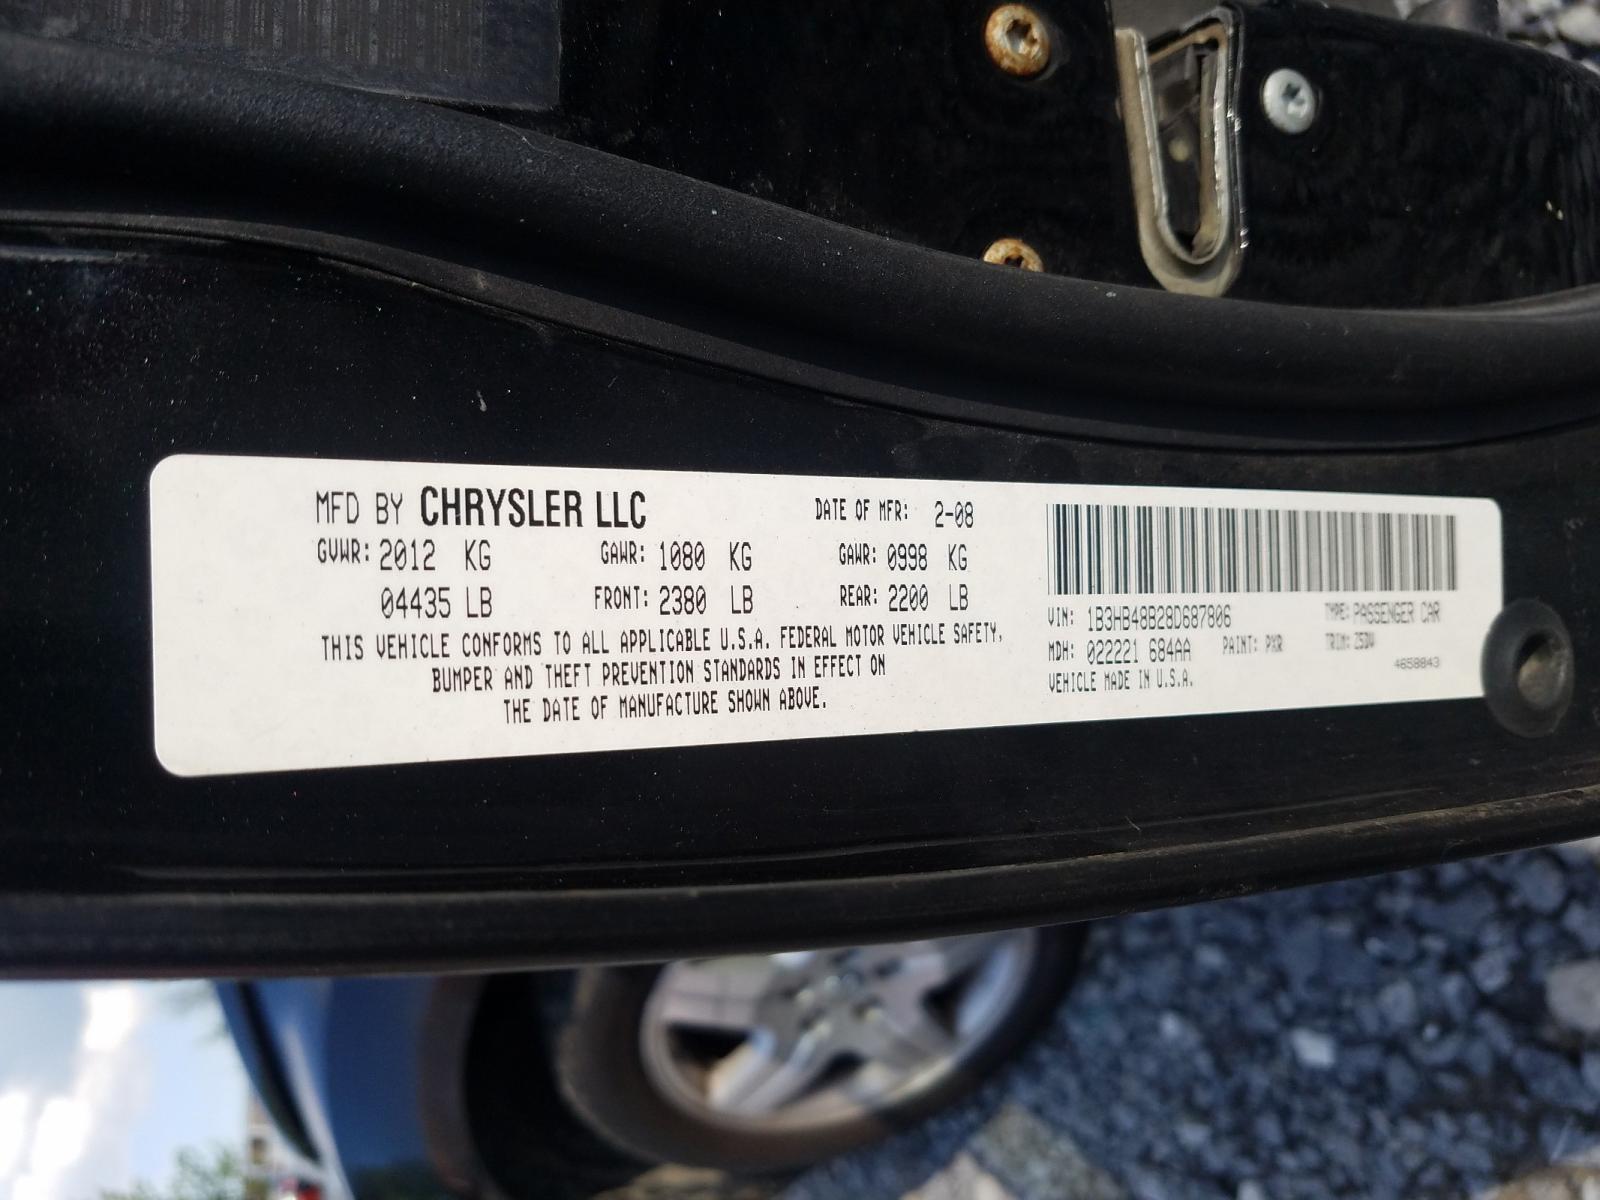 MFD BY CHRYSLER LLC DATE OF MFR: 2-08
GVWR: 2012 KG GAWR: 1080 KG GAWR: 0998 KG
04435 LB FRONT: 2380 LB REAR: 2200 LB
THIS VEHICLE CONFORMS TO ALL APPLICABLE U.S.A. FEDERAL MOTOR VEHICLE SAFETY,
BUMPER AND THEFT PREVENTION STANDARDS IN EFFECT ON
THE DATE OF MANUFACTURE SHOWN ABOVE.
VIN: 1B3HB48B28D687806 TYPE: PASSENGER CAR
MDH: 022221 684AA PAINT: PXR TRIM: Z5DV
VEHICLE MADE IN U.S.A. 4658843